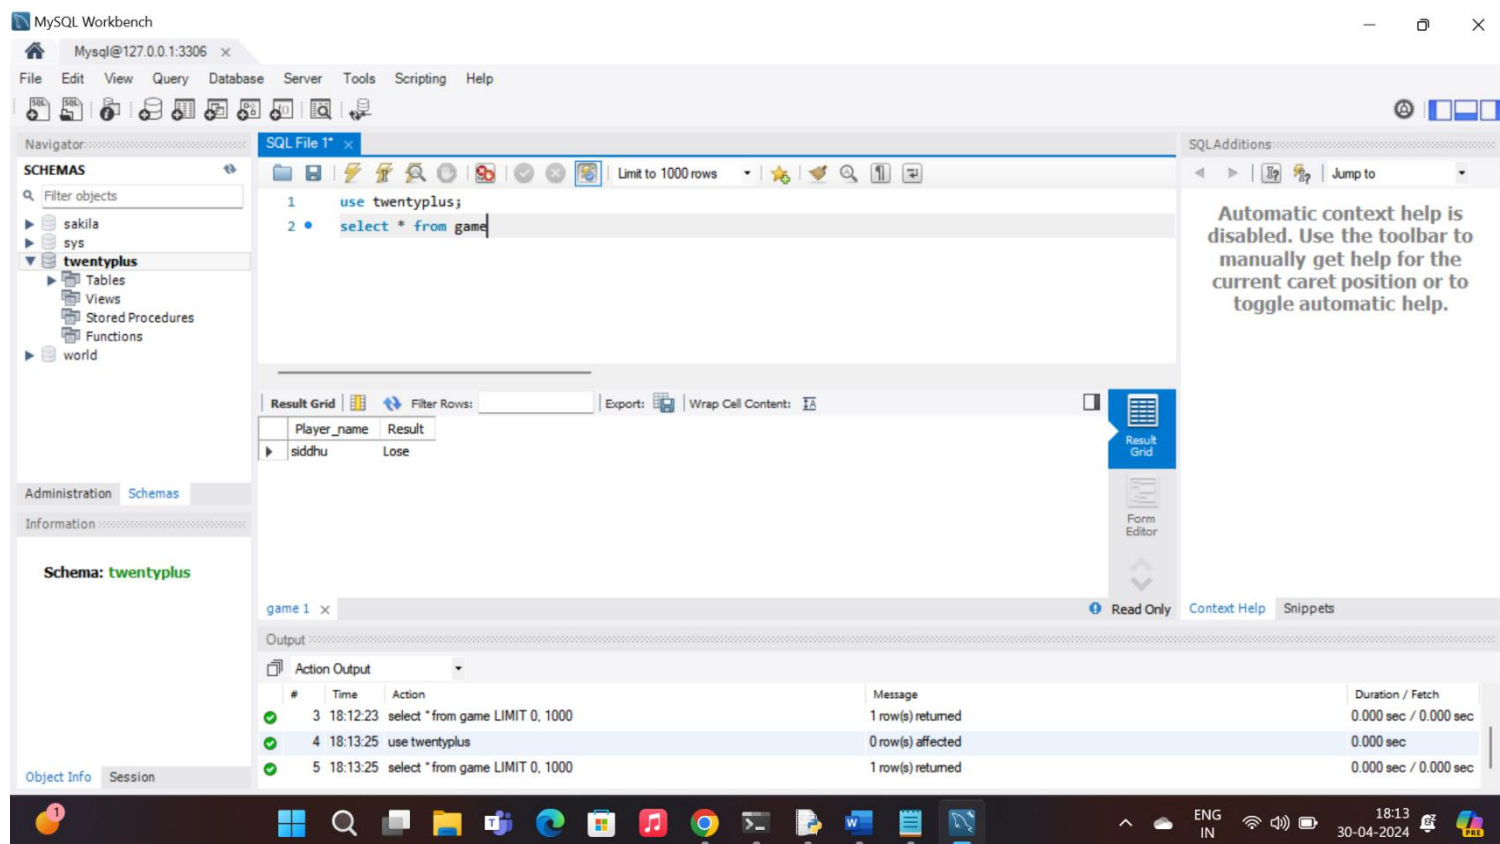 MySQL Workbench
Mysql@127.0.0.1:3306
File Edit View Query Database Server Tools Scripting Help
Navigator
SCHEMAS
Filter objects
sakila
sys
twentyplus
Tables
Views
Stored Procedures
Functions
world
Administration Schemas
Information
Schema: twentyplus
Object Info Session
SQL File 1*
Limit to 1000 rows
1 use twentyplus;
2 select * from game
Result Grid Filter Rows: Export: Wrap Cell Content:
Player_name Result
siddhu Lose
Result
Grid
Form
Editor
game 1 Read Only
SQLAdditions
Jump to
Automatic context help is
disabled. Use the toolbar to
manually get help for the
current caret position or to
toggle automatic help.
Context Help Snippets
Output
Action Output
# Time Action Message Duration / Fetch
3 18:12:23 select * from game LIMIT 0, 1000 1 row(s) returned 0.000 sec / 0.000 sec
4 18:13:25 use twentyplus 0 row(s) affected 0.000 sec
5 18:13:25 select * from game LIMIT 0, 1000 1 row(s) returned 0.000 sec / 0.000 sec
1
ENG
IN
18:13
30-04-2024
PRE